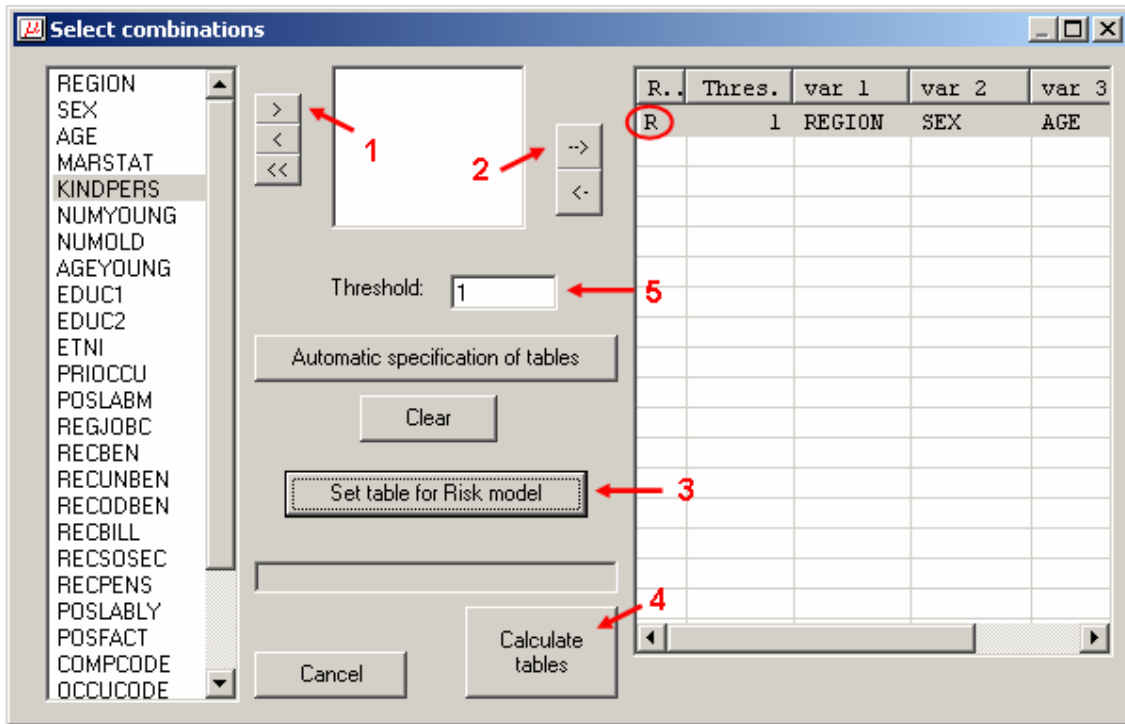 Select combinations
REGION
SEX
AGE
MARSTAT
KINDPERS
NUMYOUNG
NUMOLD
AGEYOUNG
EDUC1
EDUC2
ETNI
PRIOCCU
POSLABM
REGJOBC
RECBEN
RECUNBEN
RECODBEN
RECBILL
RECSOSEC
RECPENS
POSLABLY
POSFACT
COMPCODE
OCCUCODE
>
<
<<
1
2
-->
<-
Threshold: 1
5
Automatic specification of tables
Clear
Set table for Risk model
3
4
Calculate
tables
Cancel
R.. Thres. var 1 var 2 var 3
R 1 REGION SEX AGE